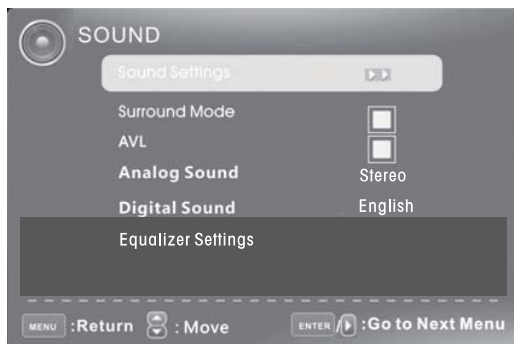 SOUND
Sound Settings
Surround Mode
AVL
Analog Sound Stereo
Digital Sound English
Equalizer Settings
MENU :Return : Move ENTER / :Go to Next Menu